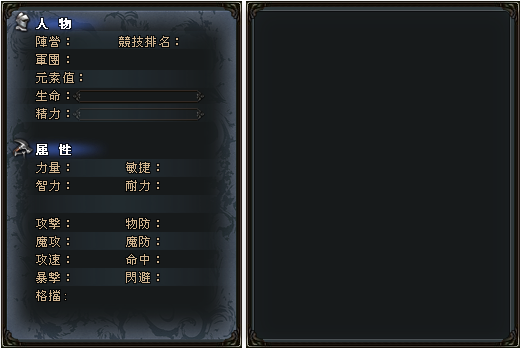 人 物
陣營： 競技排名：
軍團：
元素值：
生命：
精力：
属 性
力量： 敏捷：
智力： 耐力：
攻擊： 物防：
魔攻： 魔防：
攻速： 命中：
暴擊： 閃避：
格擋：